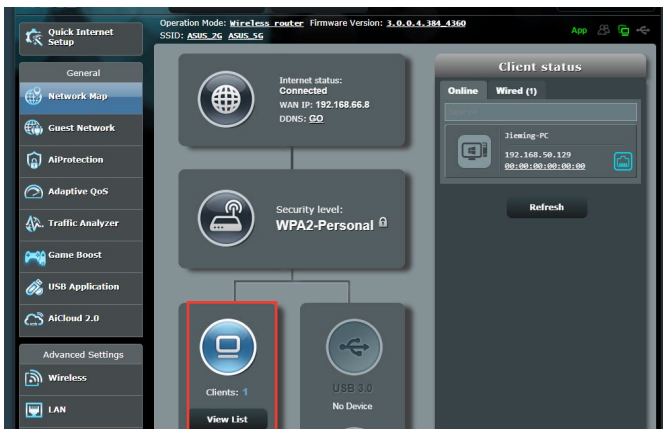 Quick Internet
Setup
General
Network Map
Guest Network
AiProtection
Adaptive QoS
Traffic Analyzer
Game Boost
USB Application
AiCloud 2.0
Advanced Settings
Wireless
LAN
Operation Mode: Wireless router Firmware Version: 3.0.0.4.384_4360
SSID: ASUS_2G ASUS_5G
App
Internet status:
Connected
WAN IP: 192.168.66.8
DDNS: GO
Security level:
WPA2-Personal
Clients: 1
View List
USB 3.0
No Device
Client status
Online Wired (1)
Jieming-PC
192.168.50.129
00:00:00:00:00:00
Refresh